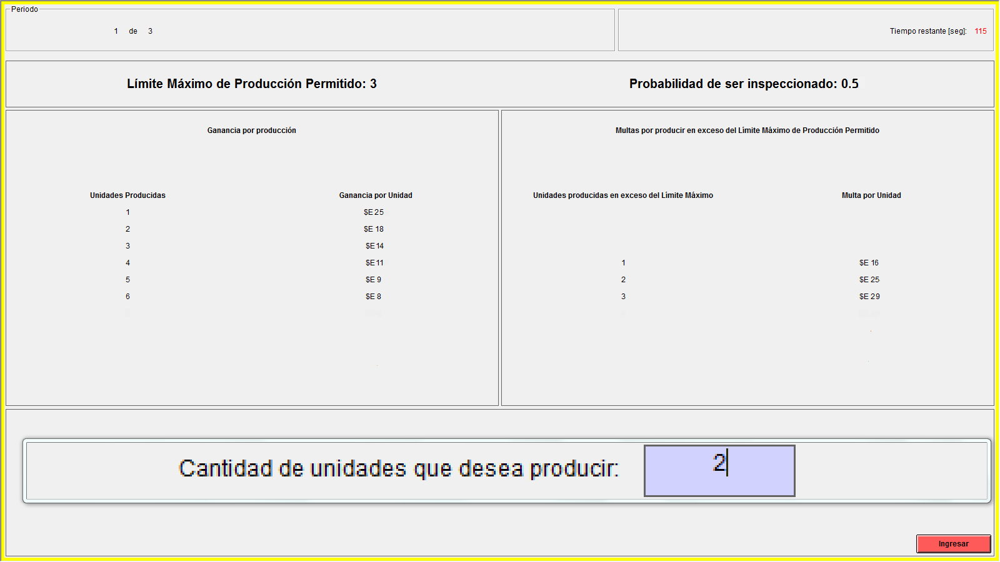 Periodo
1 de 3
Tiempo restante [seg]: 115
Límite Máximo de Producción Permitido: 3
Probabilidad de ser inspeccionado: 0.5
Ganancia por producción
Unidades Producidas Ganancia por Unidad
1 $E 25
2 $E 18
3 $E 14
4 $E 11
5 $E 9
6 $E 8
Multas por producir en exceso del Límite Máximo de Producción Permitido
Unidades producidas en exceso del Límite Máximo Multa por Unidad
1 $E 16
2 $E 25
3 $E 29
Cantidad de unidades que desea producir: 2
Ingresar